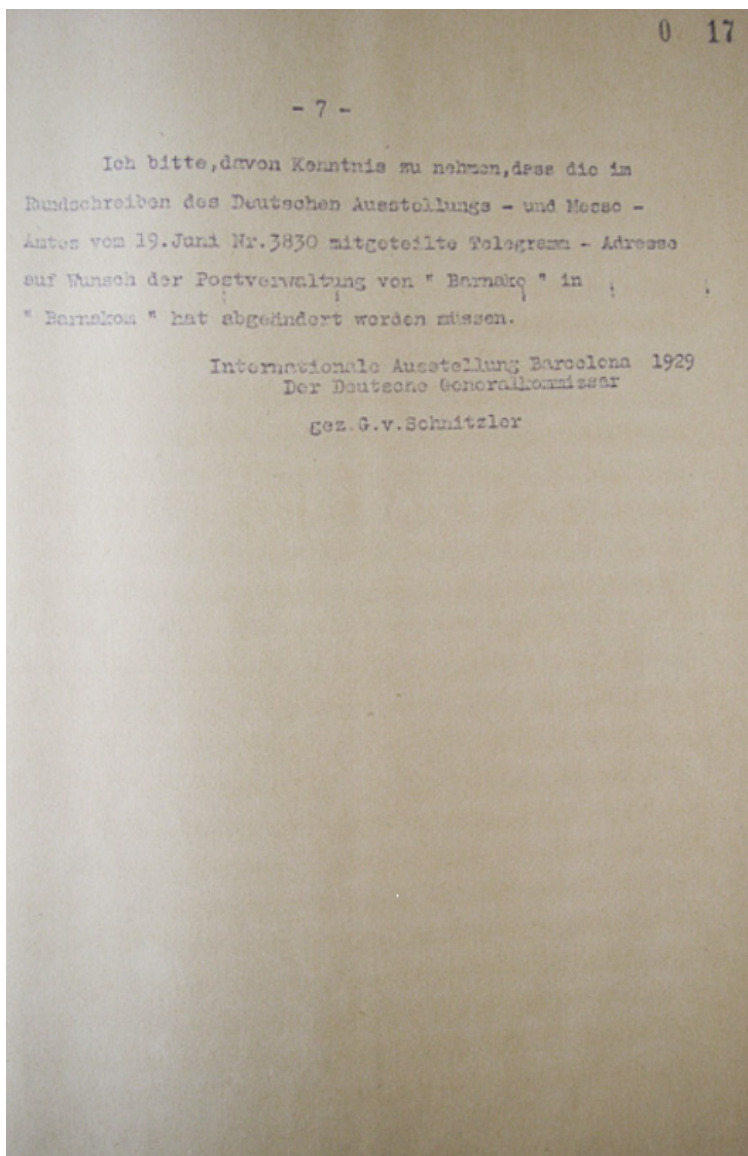 0 17
- 7 -
Ich bitte,davon Kenntnis zu nehmen,dass die im
Rundschreiben des Deutschen Ausstellungs - und Messe -
Amtes vom 19.Juni Nr.3830 mitgeteilte Telegramm - Adresse
auf Wunsch der Postverwaltung von " Barnako " in
" Barnakom " hat abgeändert werden müssen.
Internationale Ausstellung Barcelona 1929
Der Deutsche Generalkommissar
gez.G.v.Schnitzler